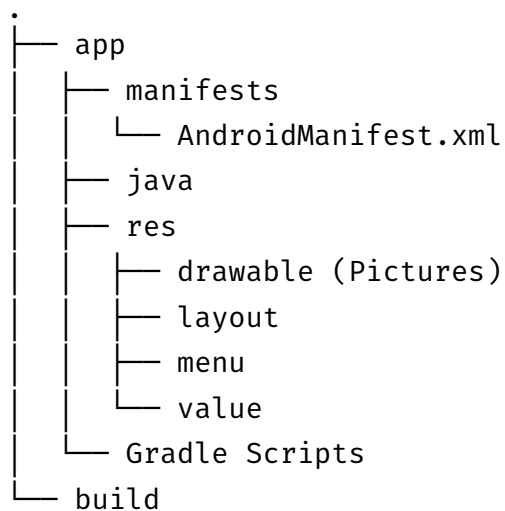 .
├── app
│   ├── manifests
│   │   └── AndroidManifest.xml
│   ├── java
│   ├── res
│   │   ├── drawable (Pictures)
│   │   ├── layout
│   │   ├── menu
│   │   └── value
│   └── Gradle Scripts
└── build